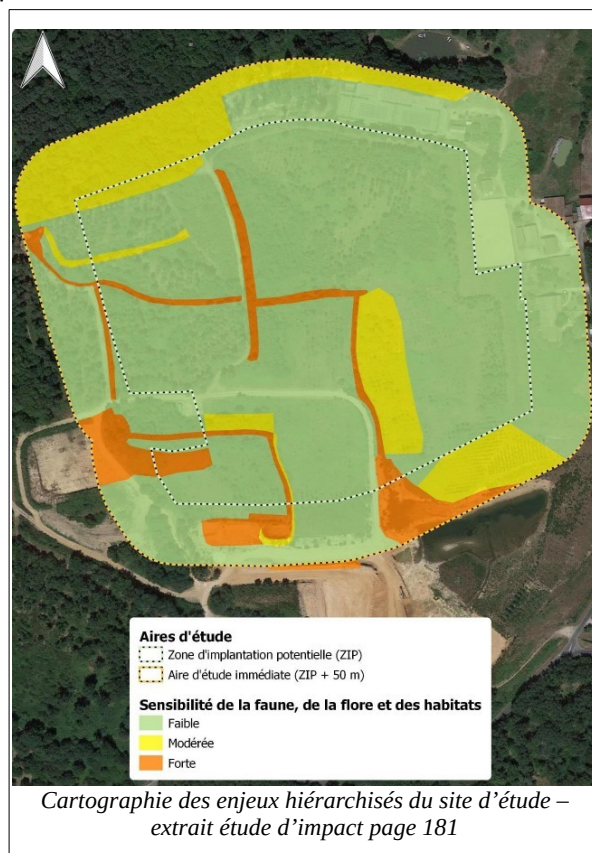 Aires d'étude
Zone d'implantation potentielle (ZIP)
Aire d'étude immédiate (ZIP + 50 m)
Sensibilité de la faune, de la flore et des habitats
Faible
Modérée
Forte
Cartographie des enjeux hiérarchisés du site d'étude –
extrait étude d'impact page 181